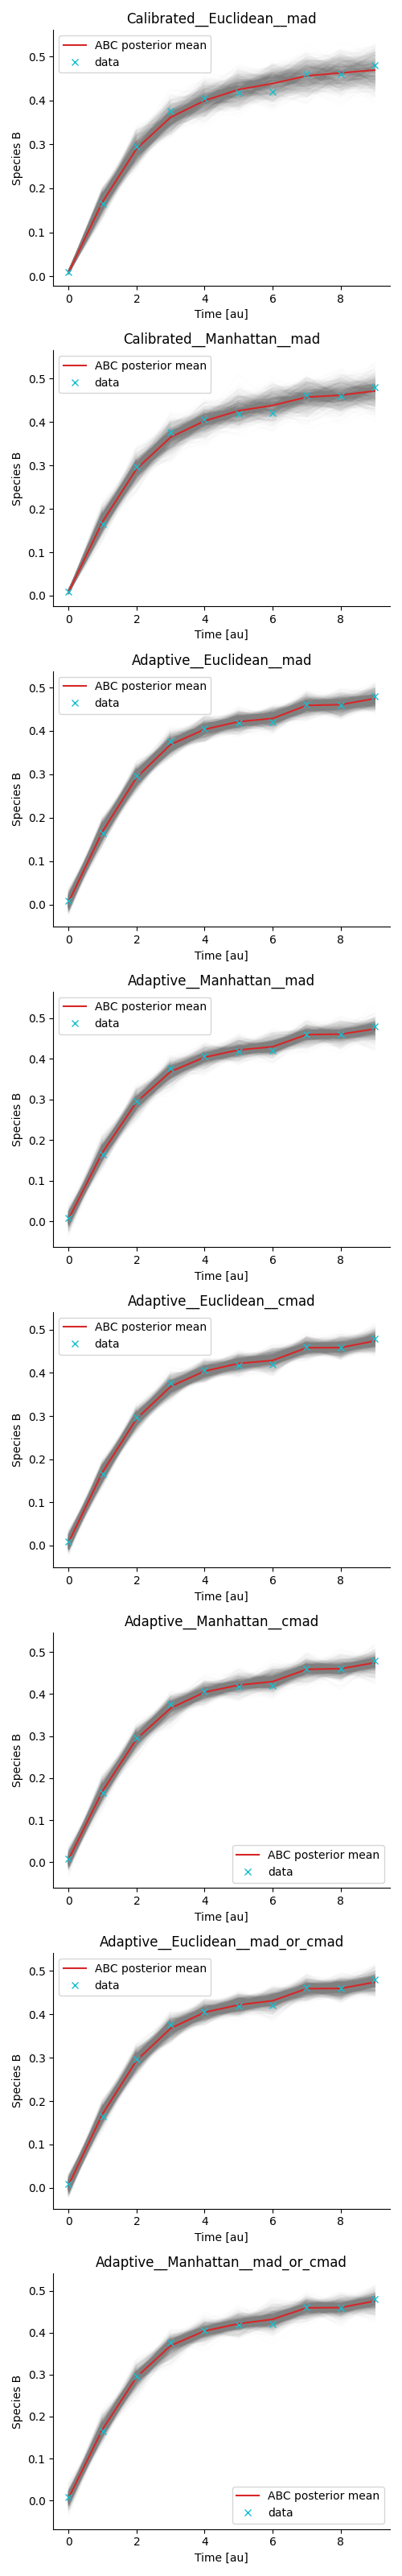 Calibrated__Euclidean__mad
ABC posterior mean
data
0.5
0.4
0.3
0.2
0.1
0.0
Species B
0 2 4 6 8
Time [au]
Calibrated__Manhattan__mad
ABC posterior mean
data
0.5
0.4
0.3
0.2
0.1
0.0
Species B
0 2 4 6 8
Time [au]
Adaptive__Euclidean__mad
ABC posterior mean
data
0.5
0.4
0.3
0.2
0.1
0.0
Species B
0 2 4 6 8
Time [au]
Adaptive__Manhattan__mad
ABC posterior mean
data
0.5
0.4
0.3
0.2
0.1
0.0
Species B
0 2 4 6 8
Time [au]
Adaptive__Euclidean__cmad
ABC posterior mean
data
0.5
0.4
0.3
0.2
0.1
0.0
Species B
0 2 4 6 8
Time [au]
Adaptive__Manhattan__cmad
0.5
0.4
0.3
0.2
0.1
0.0
Species B
ABC posterior mean
data
0 2 4 6 8
Time [au]
Adaptive__Euclidean__mad_or_cmad
ABC posterior mean
data
0.5
0.4
0.3
0.2
0.1
0.0
Species B
0 2 4 6 8
Time [au]
Adaptive__Manhattan__mad_or_cmad
0.5
0.4
0.3
0.2
0.1
0.0
Species B
ABC posterior mean
data
0 2 4 6 8
Time [au]